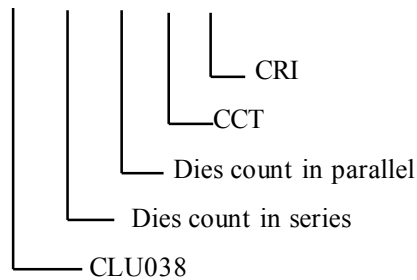 CRI
CCT
Dies count in parallel
Dies count in series
CLU038